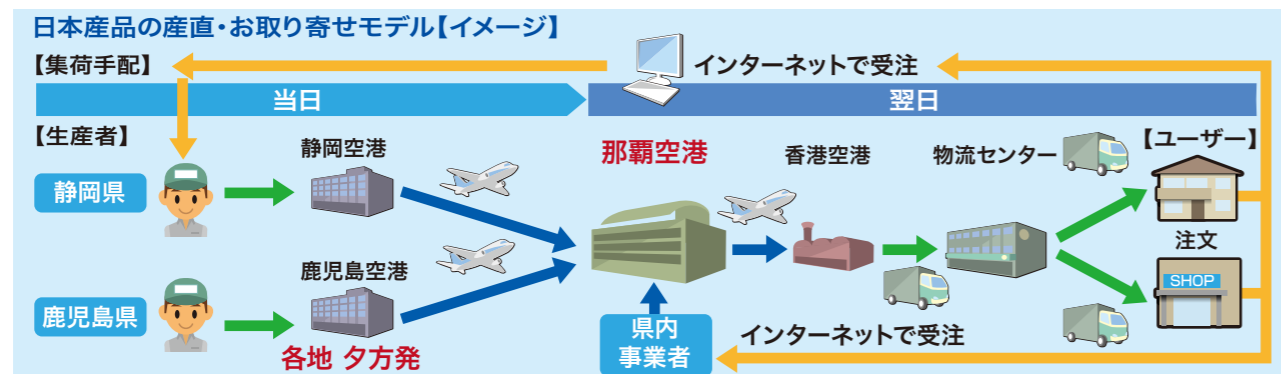 日本産品の産直・お取り寄せモデル【イメージ】
【集荷手配】
インターネットで受注
当日
翌日
【生産者】
静岡空港
那覇空港
香港空港
物流センター
【ユーザー】
静岡県
注文
鹿児島空港
SHOP
鹿児島県
各地 夕方発
県内
事業者
インターネットで受注